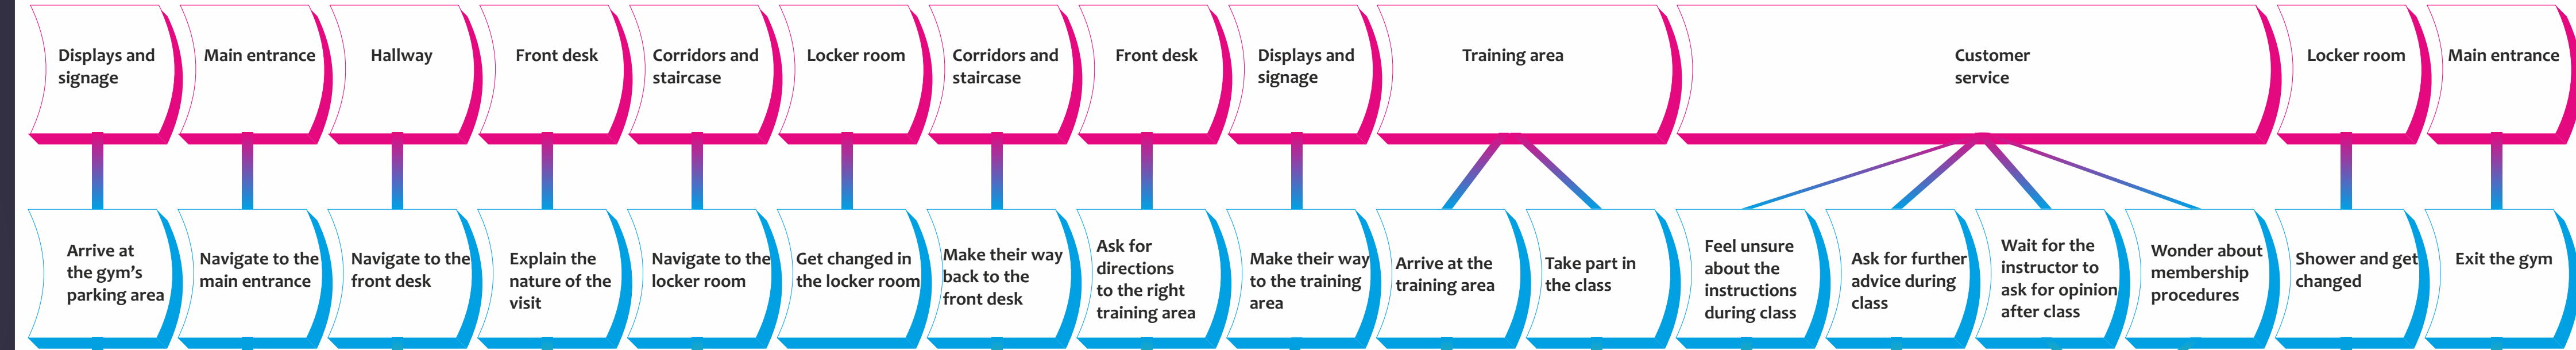 Displays and
signage
Main entrance
Hallway
Front desk
Corridors and
staircase
Locker room
Corridors and
staircase
Front desk
Displays and
signage
Training area
Customer
service
Locker room
Main entrance
Arrive at
the gym's
parking area
Navigate to the
main entrance
Navigate to the
front desk
Explain the
nature of the
visit
Navigate to the
locker room
Get changed in
the locker room
Make their way
back to the
front desk
Ask for
directions
to the right
training area
Make their way
to the training
area
Arrive at the
training area
Take part in
the class
Feel unsure
about the
instructions
during class
Ask for further
advice during
class
Wait for the
instructor to
ask for opinion
after class
Wonder about
membership
procedures
Shower and get
changed
Exit the gym